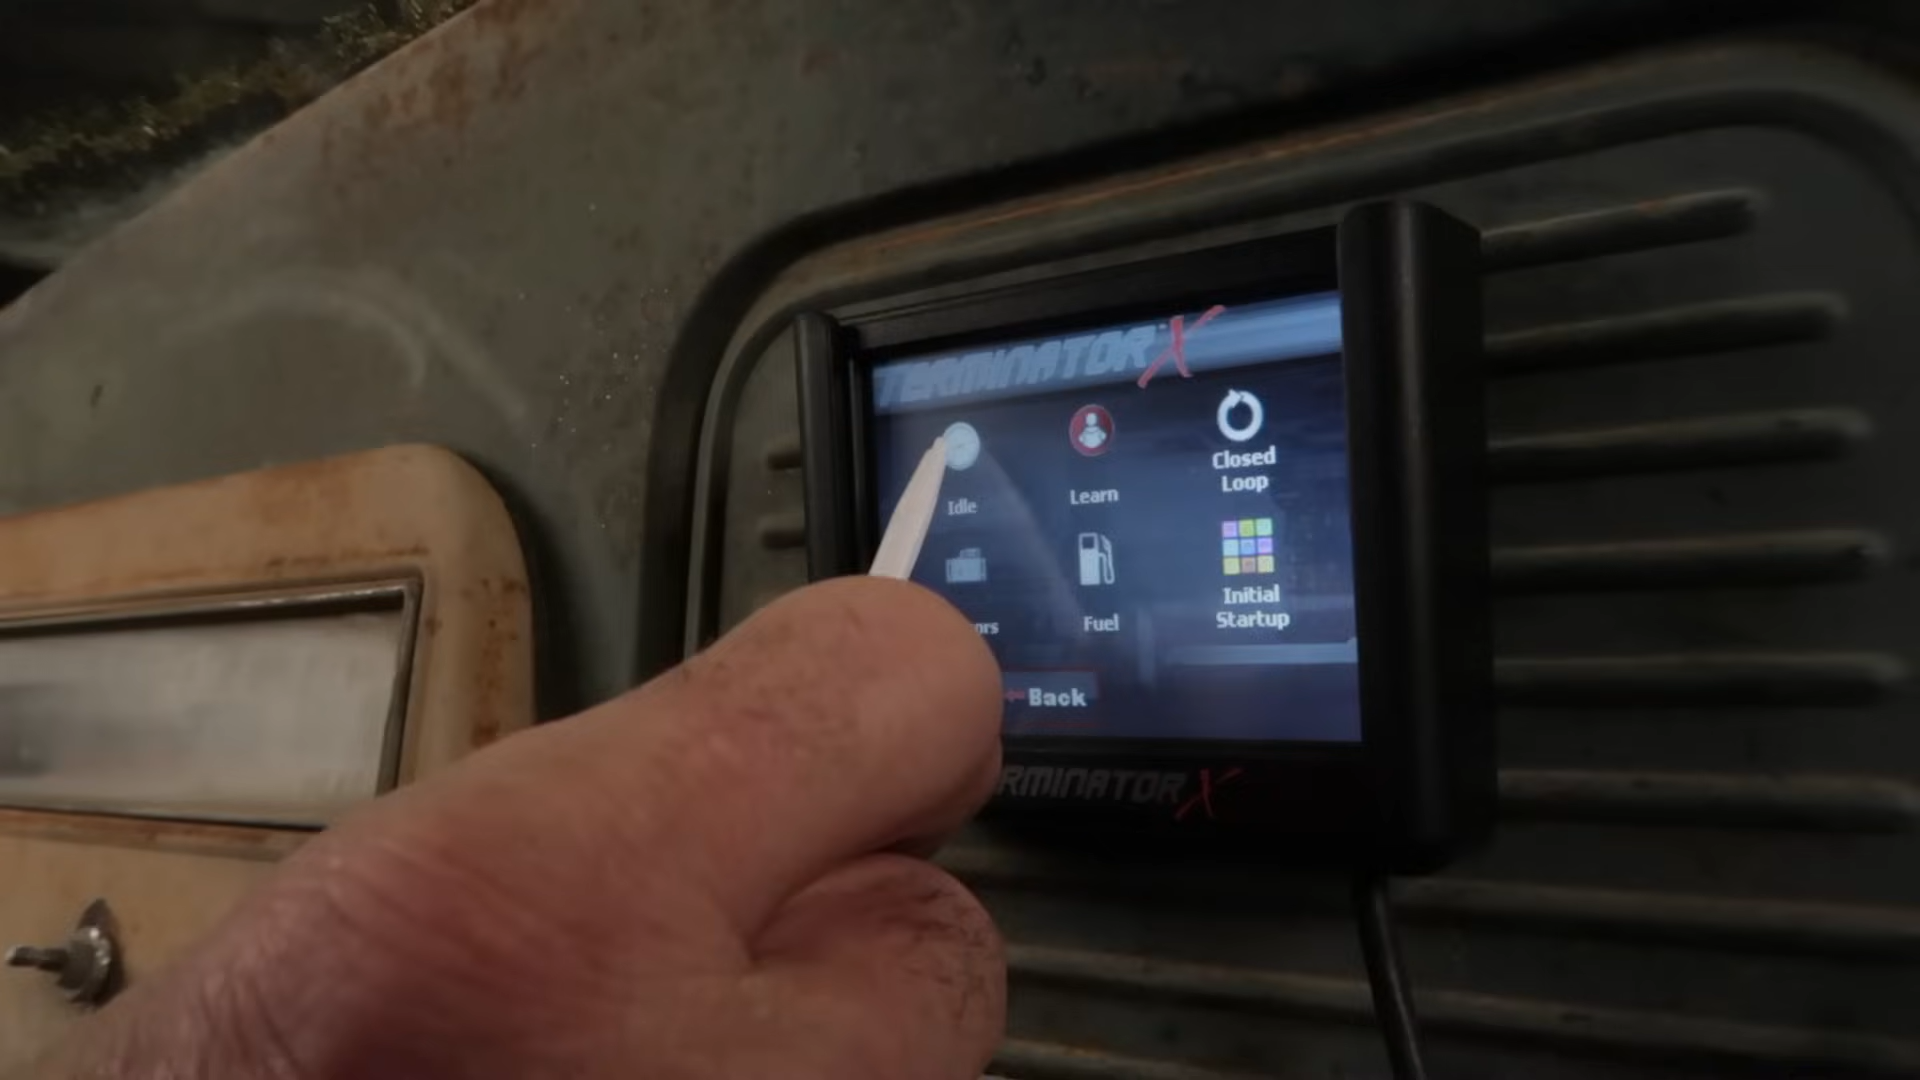 TERMINATOR X
Idle
Learn
Closed
Loop
Fuel
Initial
Startup
Back
RMINATOR X